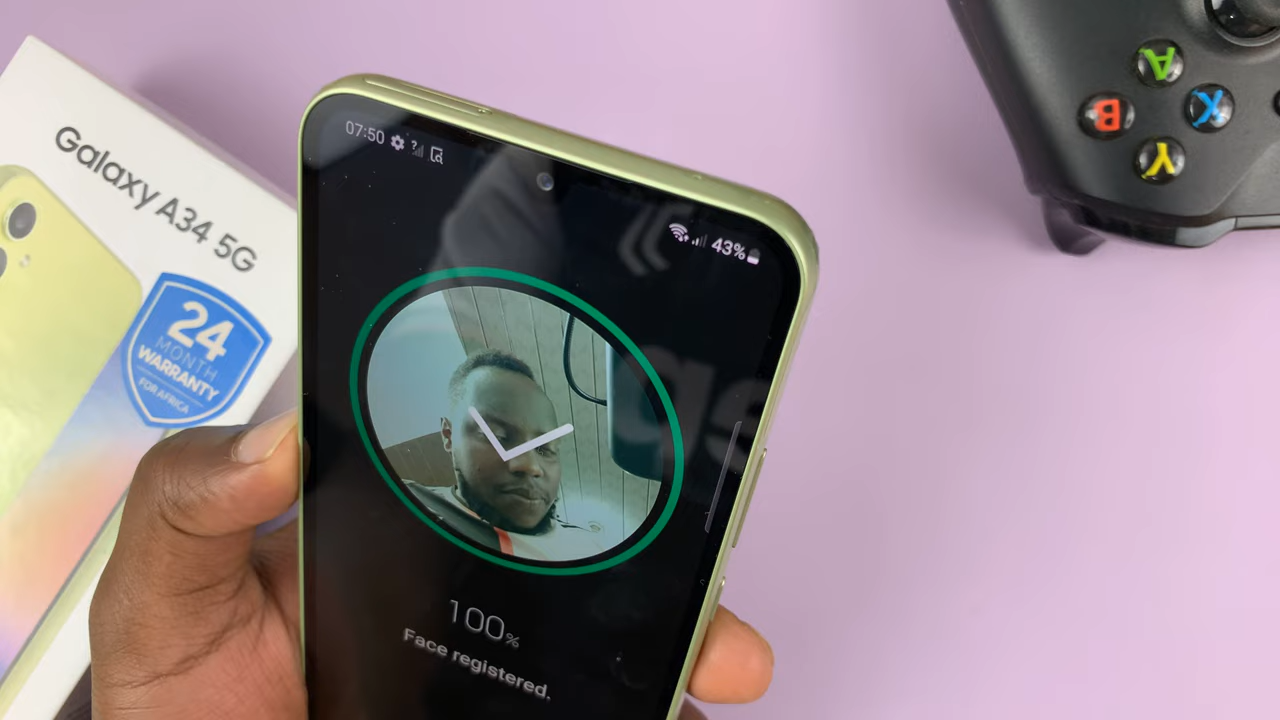 Galaxy A34 5G
24
MONTH
WARRANTY
FOR AFRICA
07:50
43%
100%
Face registered.
A
B
X
Y